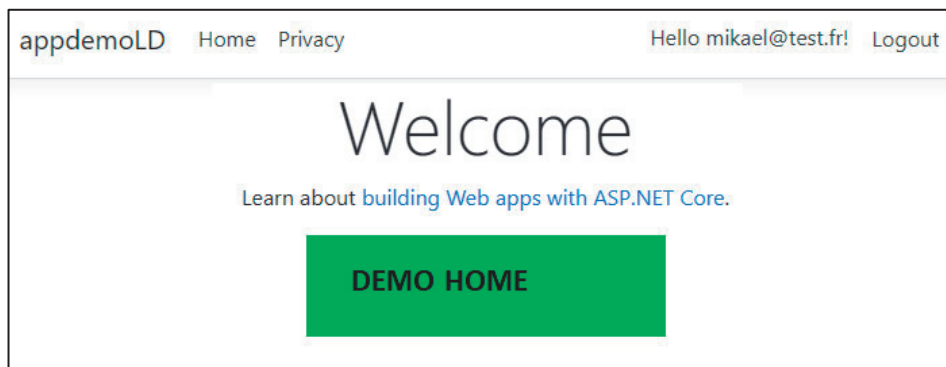 appdemoLD Home Privacy Hello mikael@test.fr! Logout
Welcome
Learn about building Web apps with ASP.NET Core.
DEMO HOME